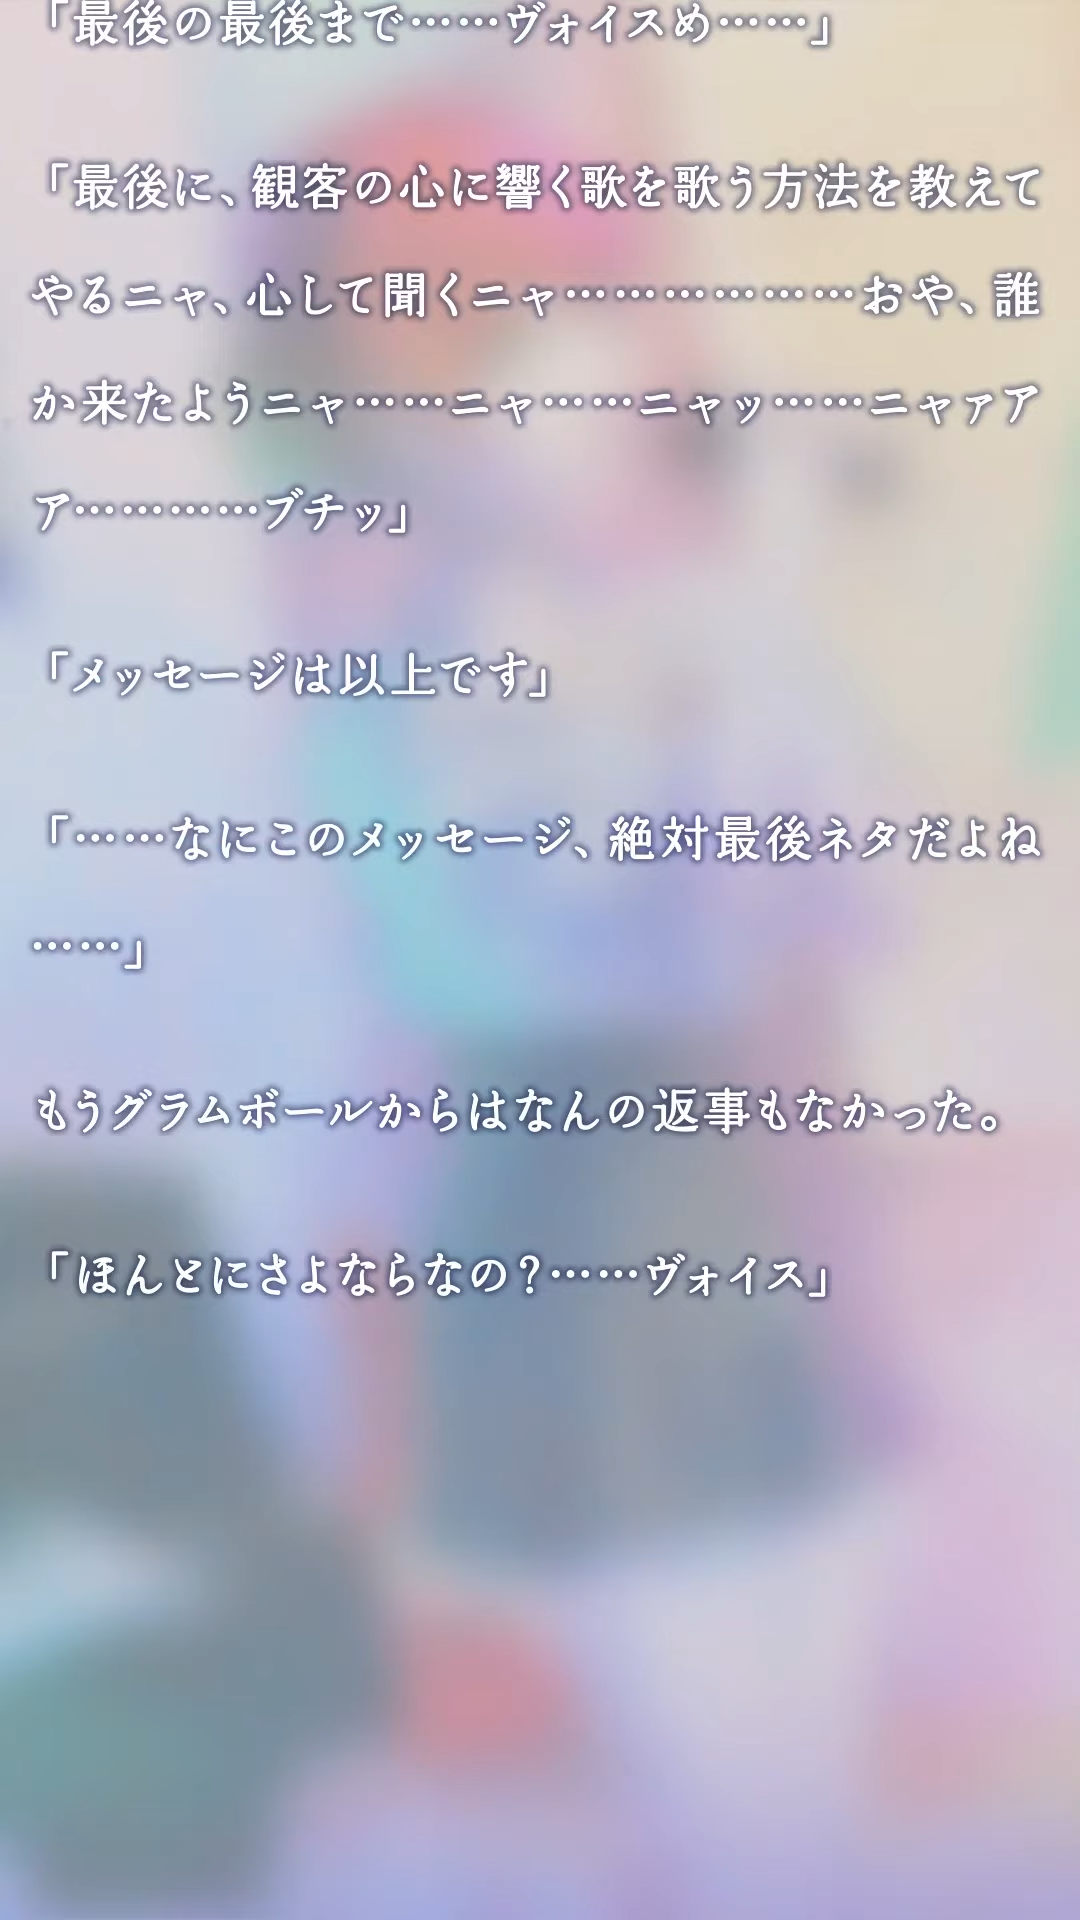 「最後の最後まで……ヴォイスめ……」
「最後に、観客の心に響く歌を歌う方法を教えて
やるニャ、心して聞くニャ………………おや、誰
か来たようニャ……ニャ……ニャッ……ニャァア
ア…………ブチッ」
「メッセージは以上です」
「……なにこのメッセージ、絶対最後ネタだよね
……」
もうグラムボールからはなんの返事もなかった。
「ほんとにさよならなの？……ヴォイス」